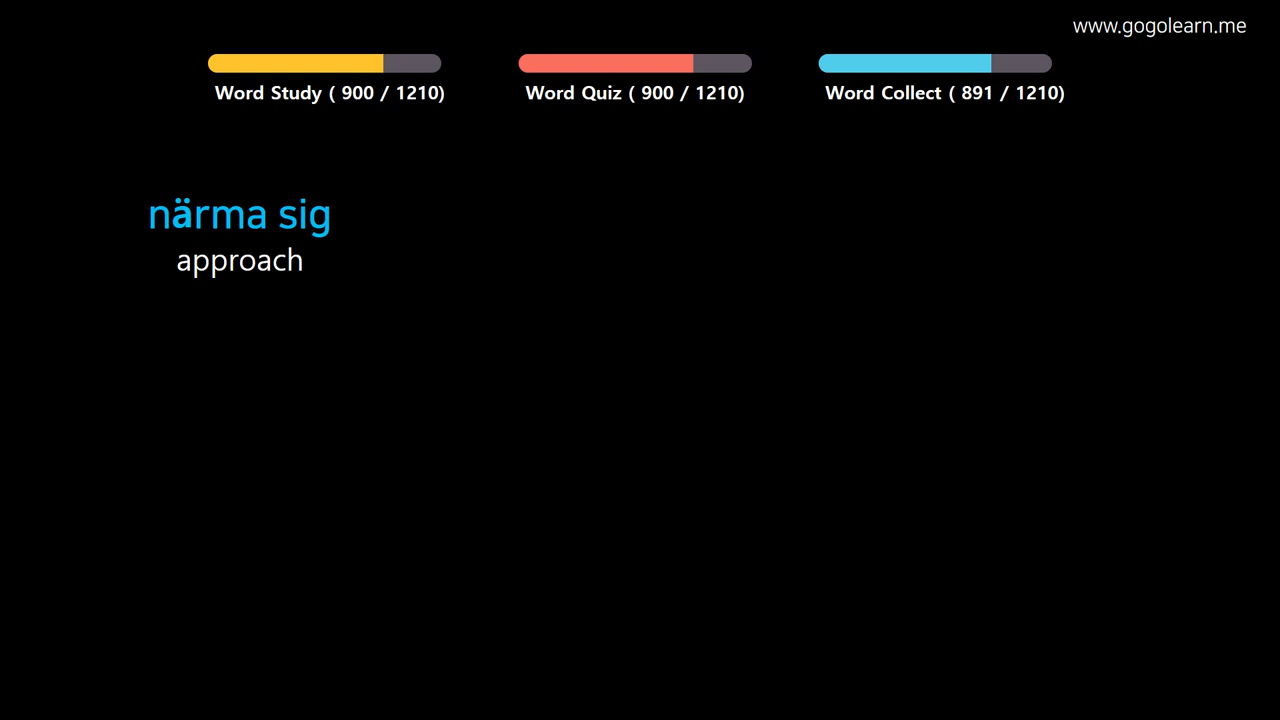 www.gogolearn.me
Word Study ( 900 / 1210)
Word Quiz ( 900 / 1210)
Word Collect ( 891 / 1210)
närma sig
approach